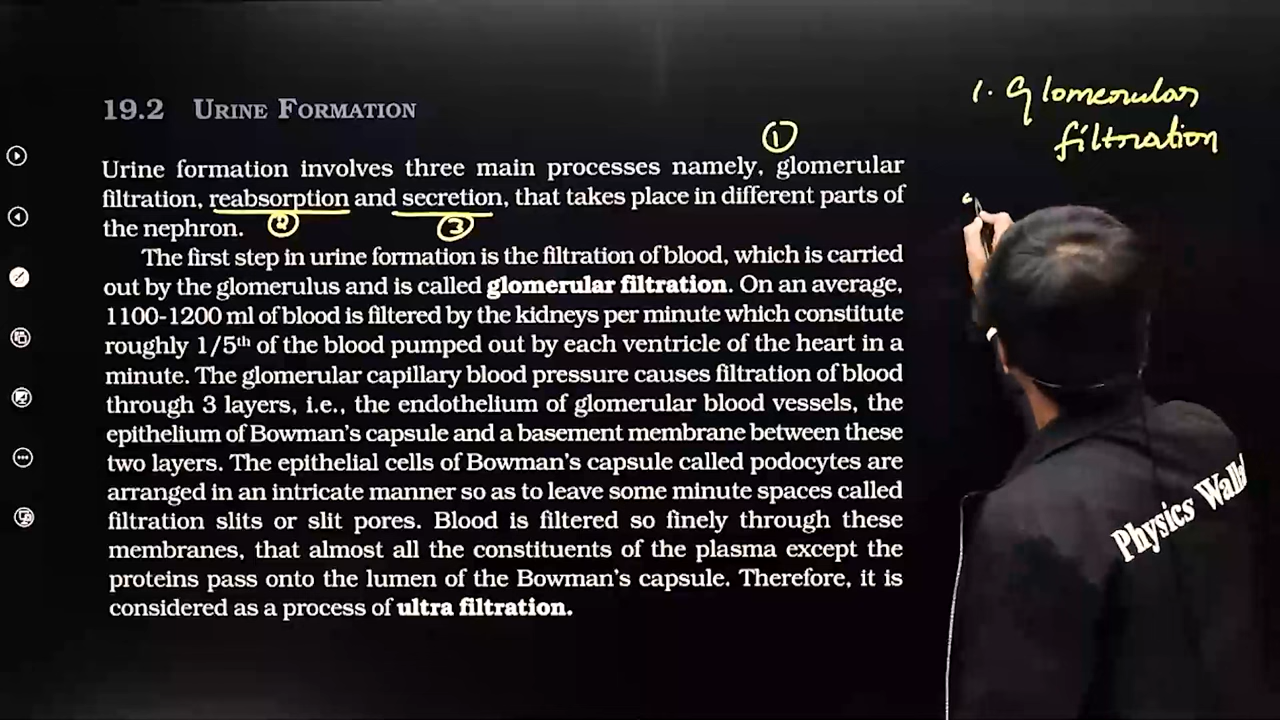 19.2 URINE FORMATION
1. Glomerular
filtration
①
Urine formation involves three main processes namely, glomerular
filtration, reabsorption and secretion, that takes place in different parts of
the nephron.
② ③
The first step in urine formation is the filtration of blood, which is carried
out by the glomerulus and is called glomerular filtration. On an average,
1100-1200 ml of blood is filtered by the kidneys per minute which constitute
roughly 1/5th of the blood pumped out by each ventricle of the heart in a
minute. The glomerular capillary blood pressure causes filtration of blood
through 3 layers, i.e., the endothelium of glomerular blood vessels, the
epithelium of Bowman's capsule and a basement membrane between these
two layers. The epithelial cells of Bowman's capsule called podocytes are
arranged in an intricate manner so as to leave some minute spaces called
filtration slits or slit pores. Blood is filtered so finely through these
membranes, that almost all the constituents of the plasma except the
proteins pass onto the lumen of the Bowman's capsule. Therefore, it is
considered as a process of ultra filtration.
Physics Walla